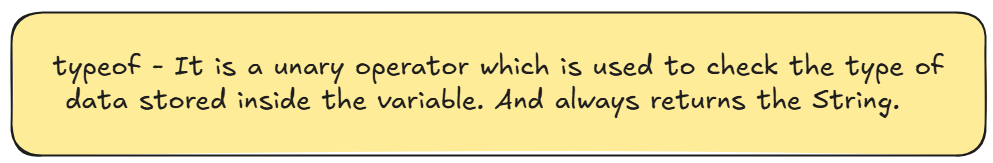 typeof - It is a unary operator which is used to check the type of
data stored inside the variable. And always returns the String.